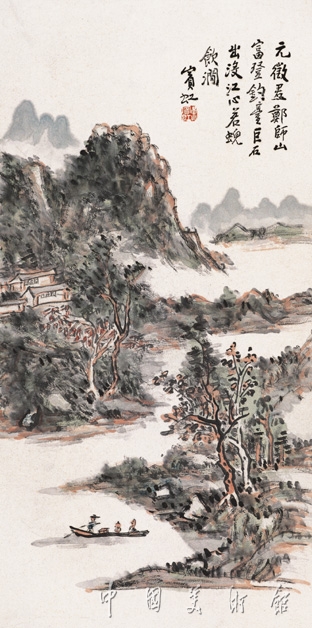 元徵君鄭師山
富登釣臺巨石
出沒江心若蜺
飲澗
賓虹
中國美術館